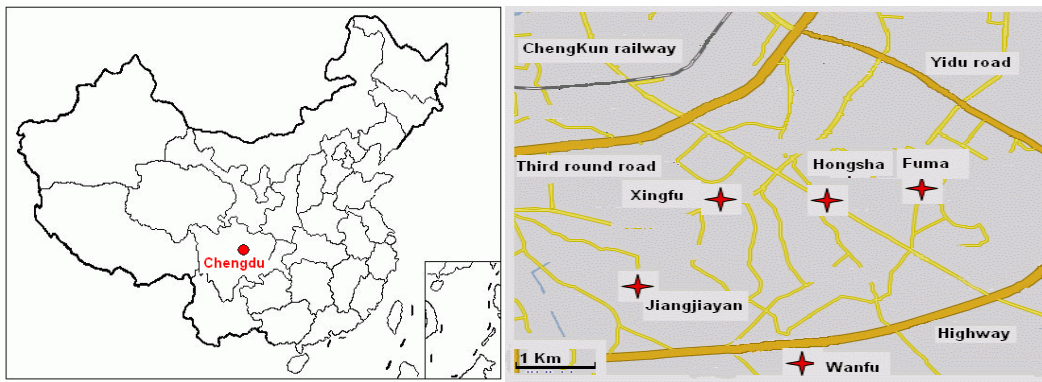 Chengdu
ChengKun railway
Yidu road
Third round road
Hongsha
Fuma
Xingfu
Jiangjiayan
Highway
1 Km
Wanfu